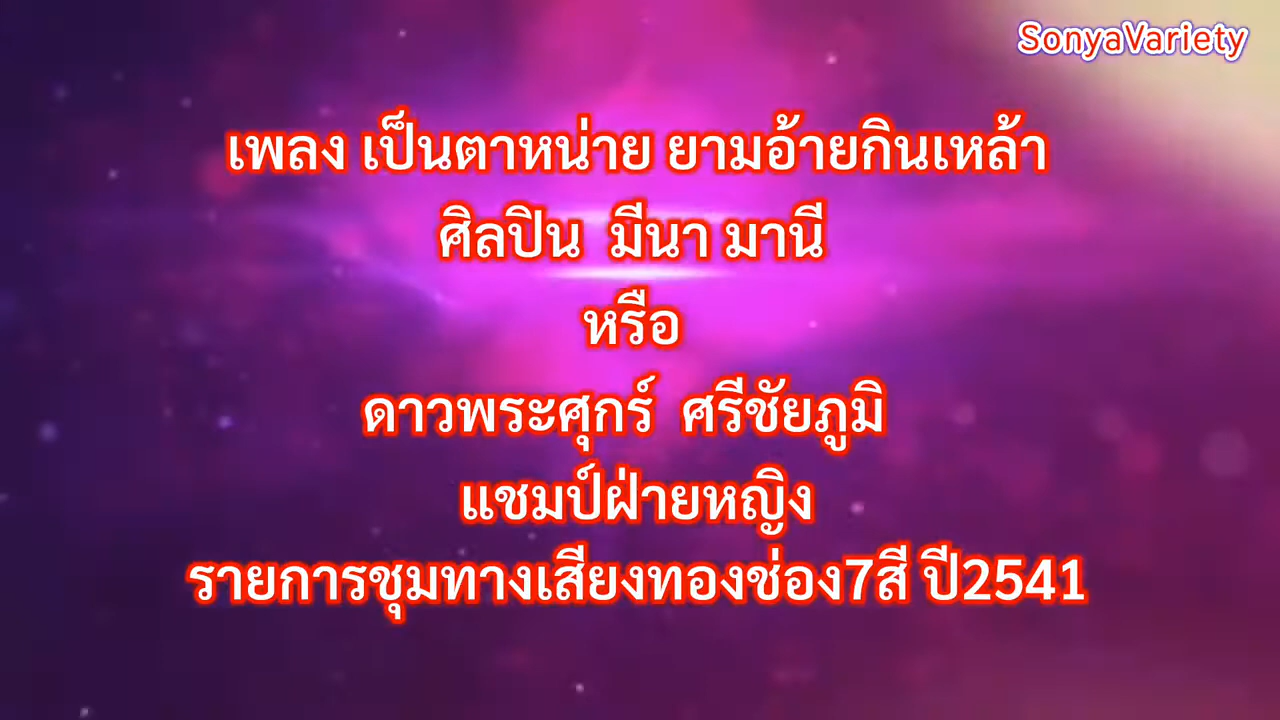 SonyaVariety
เพลง เป็นตาหน่าย ยามอ้ายกินเหล้า
ศิลปิน มีนา มานี
หรือ
ดาวพระศุกร์ ศรีชัยภูมิ
แชมป์ฝ่ายหญิง
รายการชุมทางเสียงทองช่อง7สี ปี2541